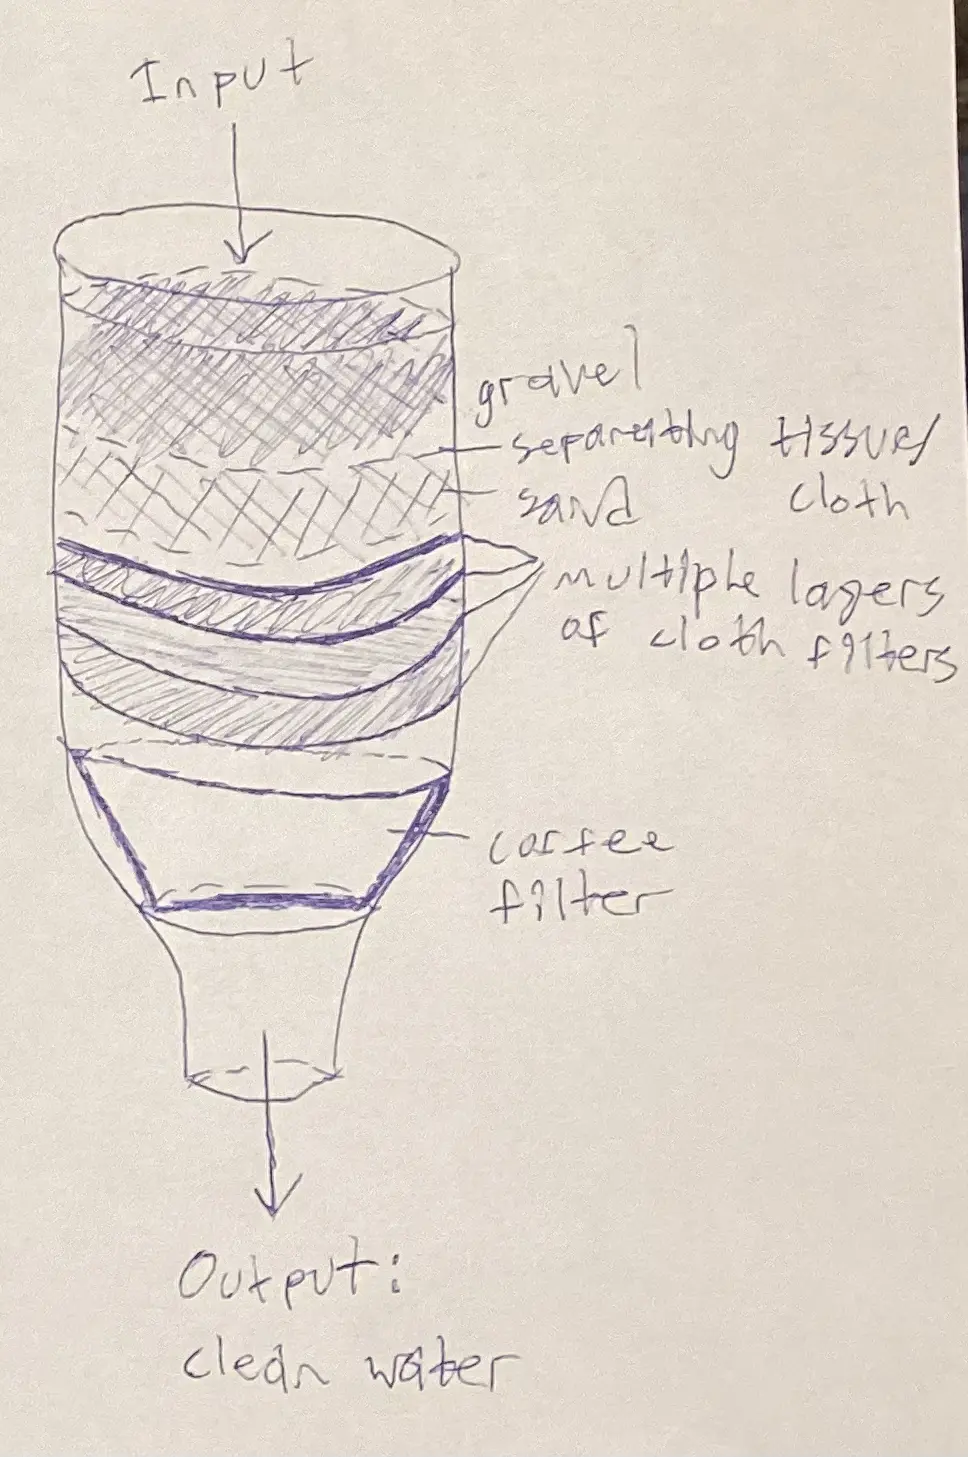 Input
gravel
separating tissue/
cloth
sand
multiple layers
of cloth filters
coffee
filter
Output:
clean water